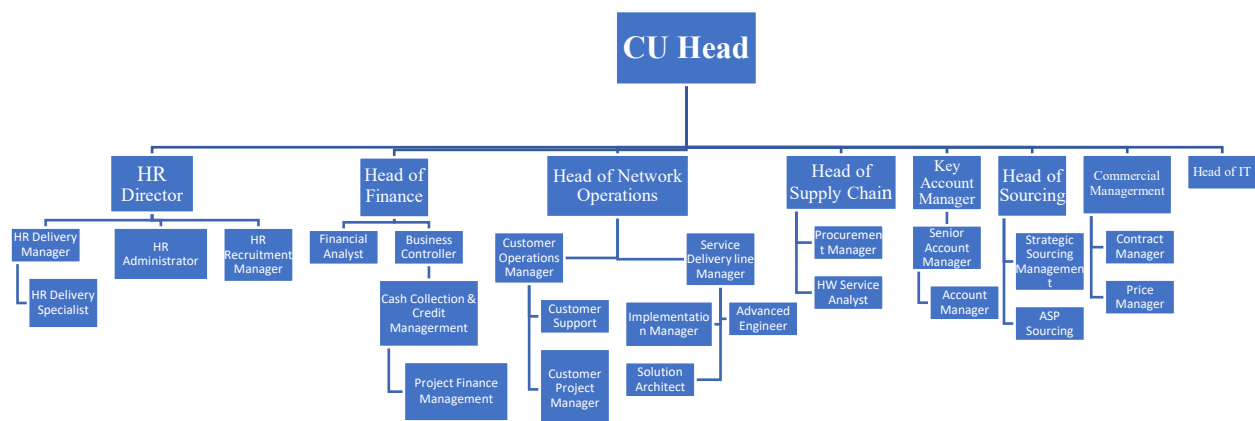 CU Head
HR
Director
Head of
Finance
Head of Network
Operations
Head of
Supply Chain
Key
Account
Manager
Head of
Sourcing
Commercial
Managerment
Head of IT
HR Delivery
Manager
HR
Administrator
HR
Recruitment
Manager
Financial
Analyst
Business
Controller
Customer
Operations
Manager
Service
Delivery line
Manager
Procuremen
t Manager
Senior
Account
Manager
Strategic
Sourcing
Managemen
t
Contract
Manager
HR Delivery
Specialist
Cash Collection &
Credit Managerment
Customer
Support
Implementatio
n Manager
Advanced
Engineer
HW Service
Analyst
Account
Manager
ASP
Sourcing
Price
Manager
Project Finance
Management
Customer
Project
Manager
Solution
Architect